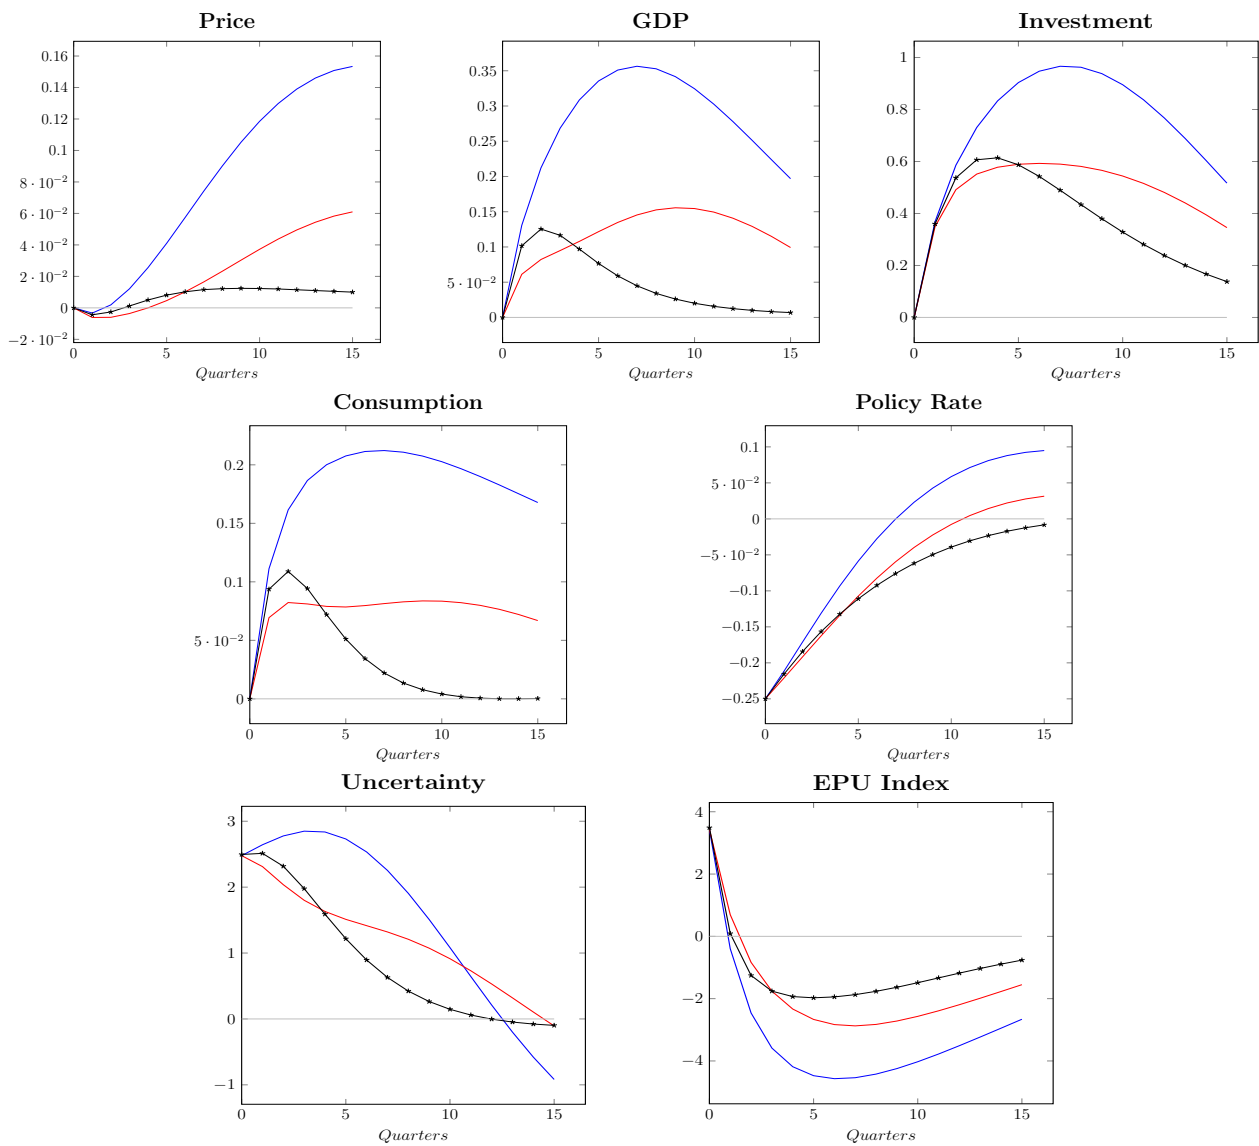 Price
0.16
0.14
0.12
0.1
8 · 10⁻²
6 · 10⁻²
4 · 10⁻²
2 · 10⁻²
0
−2 · 10⁻²
0 5 10 15
Quarters
GDP
0.35
0.3
0.25
0.2
0.15
0.1
5 · 10⁻²
0
0 5 10 15
Quarters
Investment
1
0.8
0.6
0.4
0.2
0
0 5 10 15
Quarters
Consumption
0.2
0.15
0.1
5 · 10⁻²
0
0 5 10 15
Quarters
Policy Rate
0.1
5 · 10⁻²
0
−5 · 10⁻²
−0.1
−0.15
−0.2
−0.25
0 5 10 15
Quarters
Uncertainty
3
2
1
0
−1
0 5 10 15
Quarters
EPU Index
4
2
0
−2
−4
0 5 10 15
Quarters